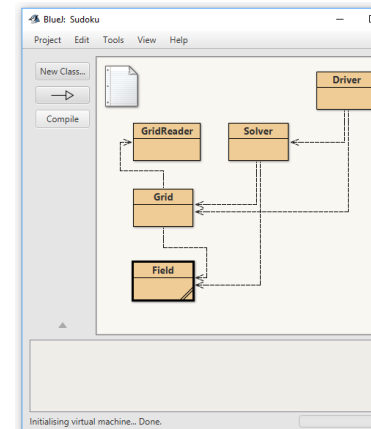 BlueJ: Sudoku
Project Edit Tools View Help
New Class...
Compile
Driver
GridReader
Solver
Grid
Field
Initialising virtual machine... Done.